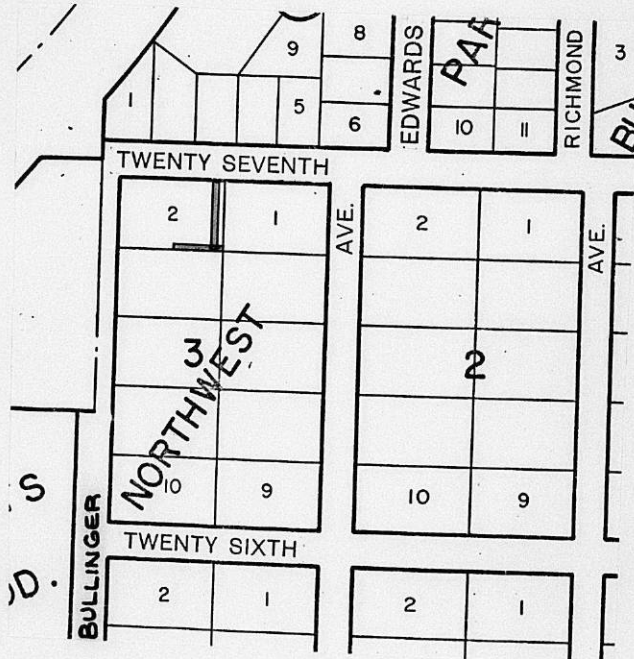 8
9
3
PAR
EDWARDS
RICHMOND
1
5
6
10
11
TWENTY SEVENTH
2
1
AVE.
2
1
AVE.
3
NORTHWEST
2
10
9
10
9
S
BULLINGER
TWENTY SIXTH
D.
2
1
2
1